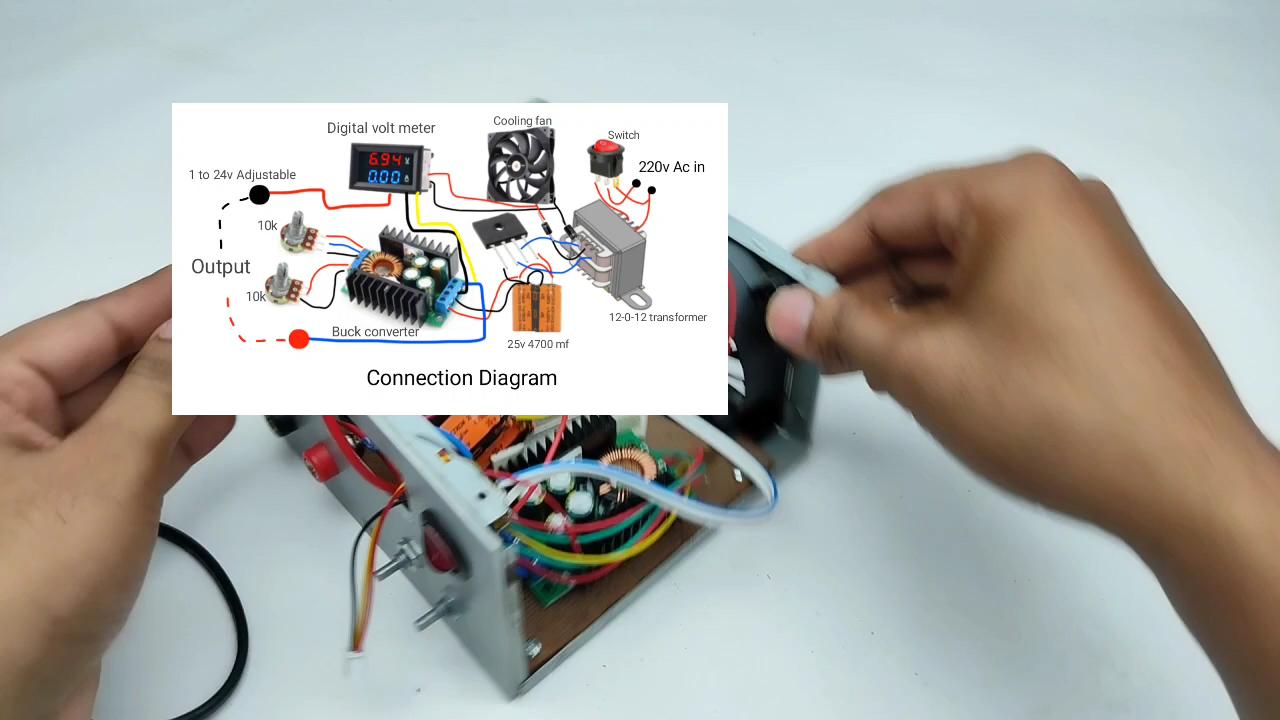 Cooling fan
Digital volt meter
Switch
220v Ac in
6.94 V
0.00 A
1 to 24v Adjustable
10k
Output
10k
12-0-12 transformer
Buck converter
25v 4700 mf
Connection Diagram